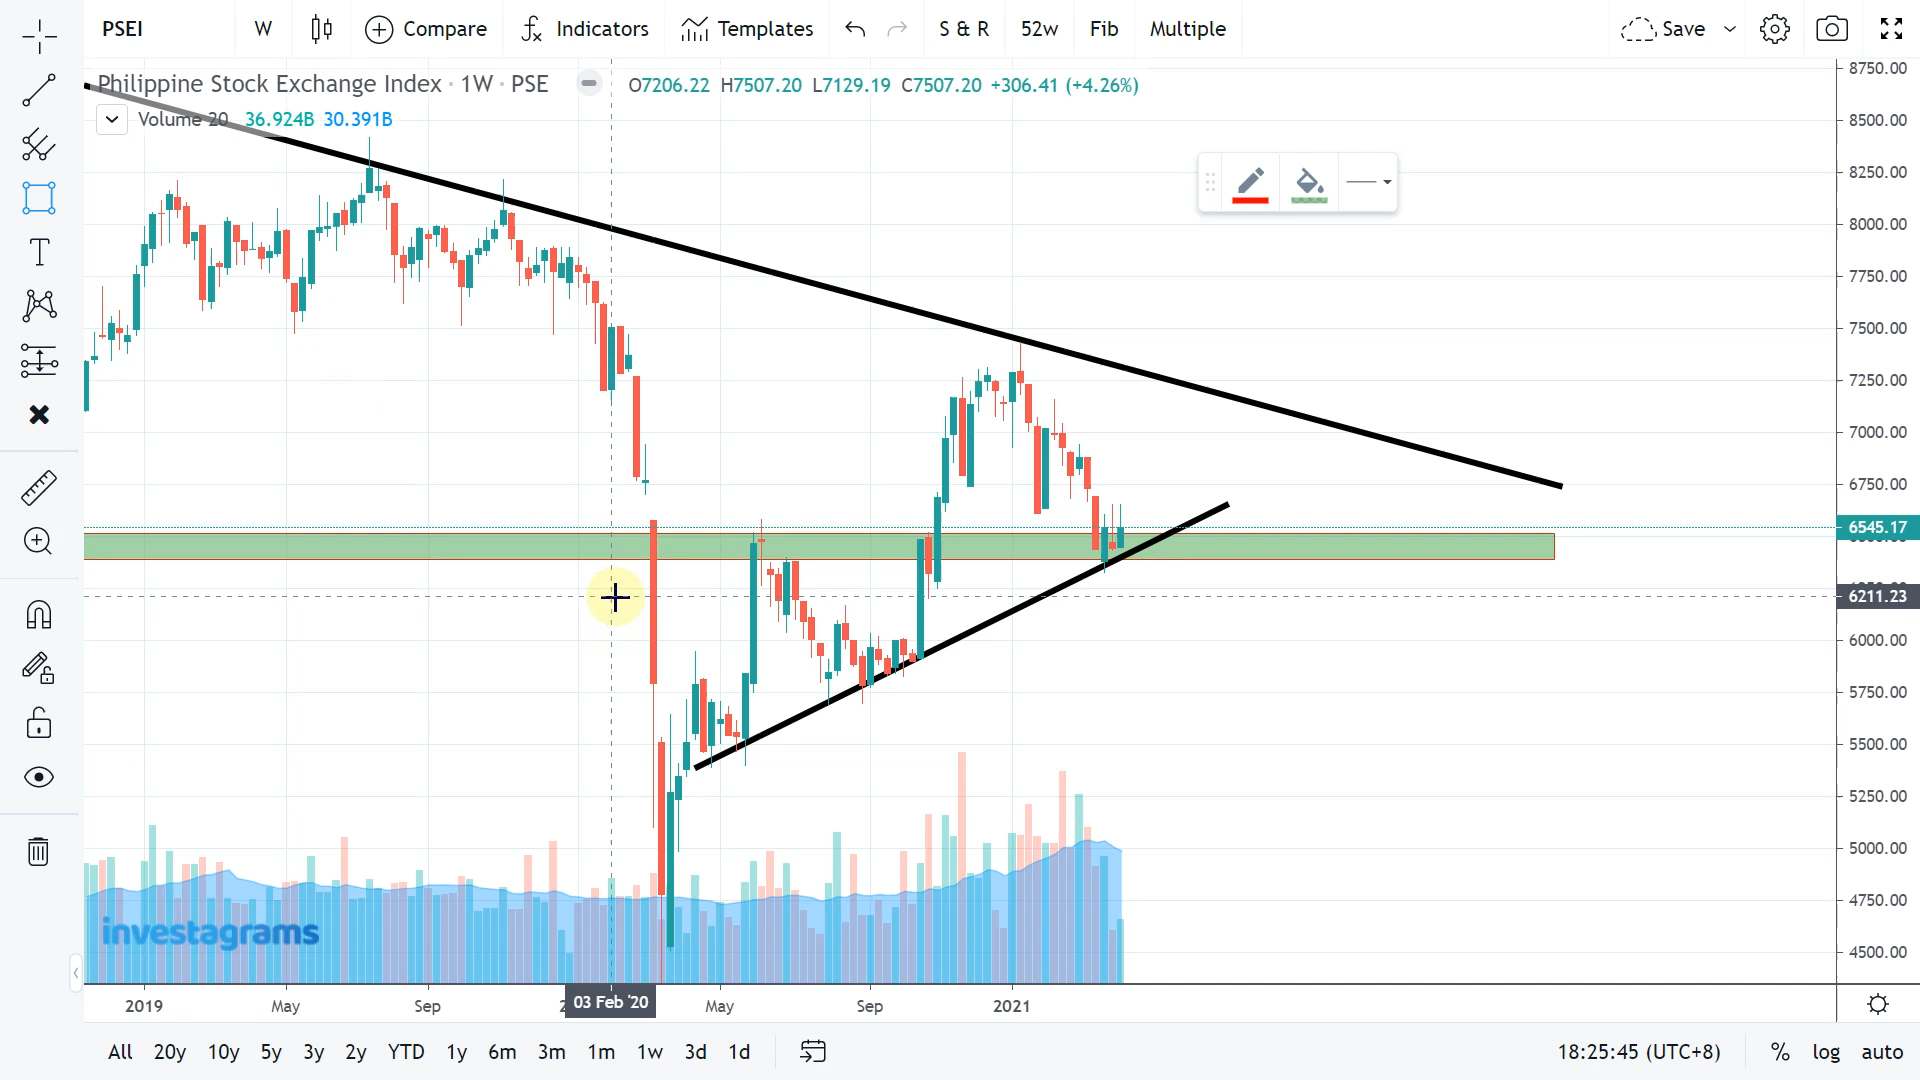 PSEI
W
Compare
Indicators
Templates
S & R
52w
Fib
Multiple
Save
Philippine Stock Exchange Index · 1W · PSE
O7206.22 H7507.20 L7129.19 C7507.20 +306.41 (+4.26%)
Volume 20 36.924B 30.391B
T
8750.00
8500.00
8250.00
8000.00
7750.00
7500.00
7250.00
7000.00
6750.00
6545.17
6211.23
6000.00
5750.00
5500.00
5250.00
5000.00
4750.00
4500.00
investagrams
2019 May Sep 03 Feb '20 May Sep 2021
All 20y 10y 5y 3y 2y YTD 1y 6m 3m 1m 1w 3d 1d
18:25:45 (UTC+8) % log auto